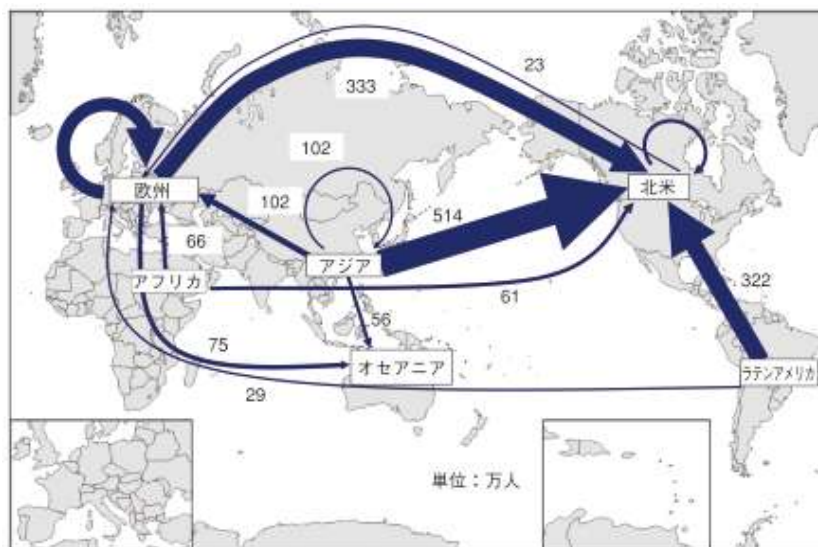 23
333
102
欧州
北米
102
514
66
アジア
アフリカ
322
61
56
75
オセアニア
ラテンアメリカ
29
単位：万人